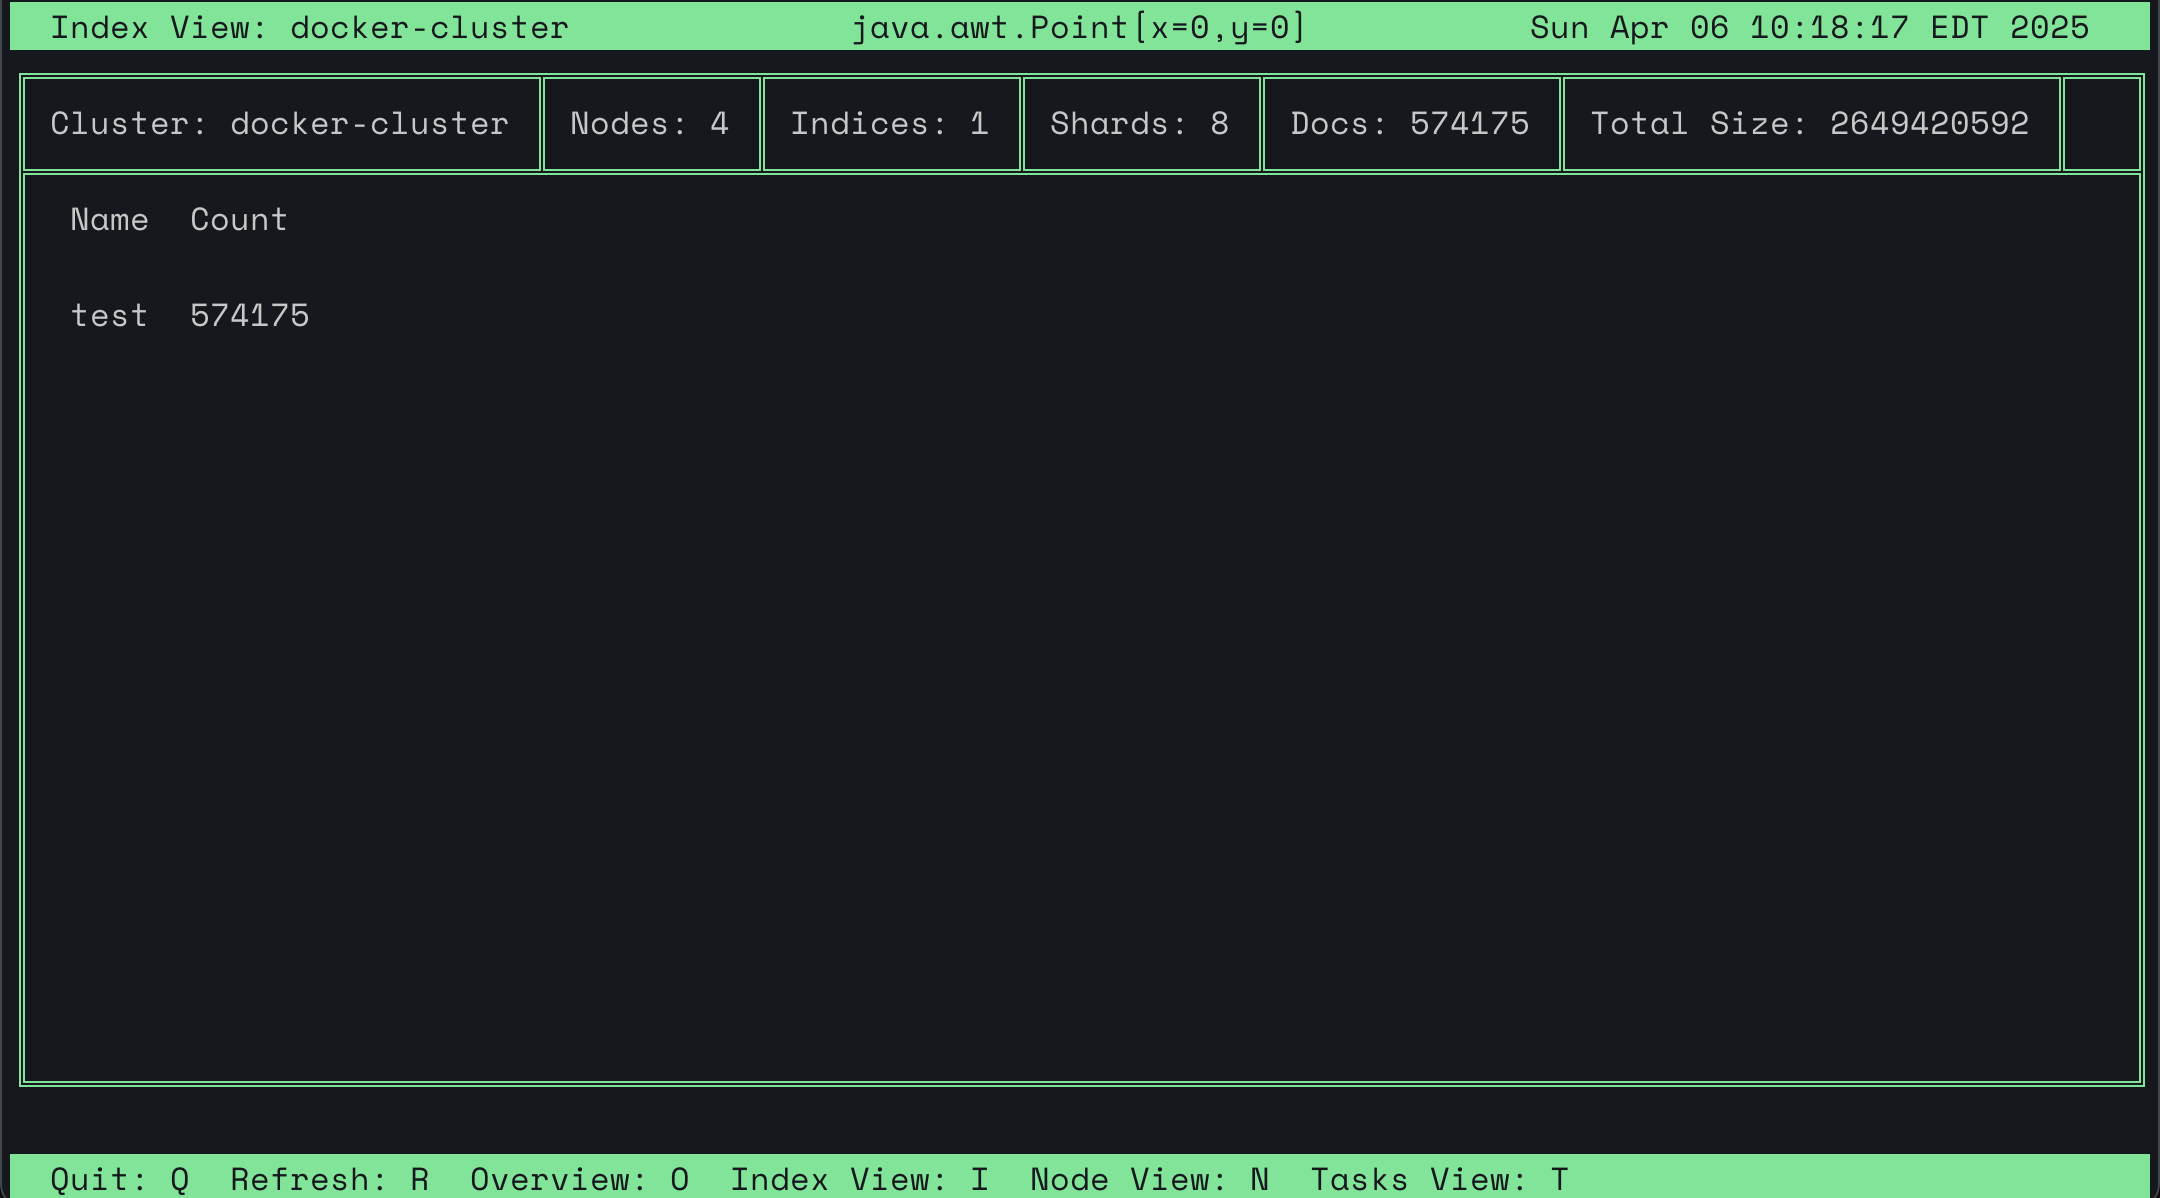 Index View: docker-cluster java.awt.Point[x=0,y=0] Sun Apr 06 10:18:17 EDT 2025
Cluster: docker-cluster Nodes: 4 Indices: 1 Shards: 8 Docs: 574175 Total Size: 2649420592
Name Count
test 574175
Quit: Q Refresh: R Overview: O Index View: I Node View: N Tasks View: T